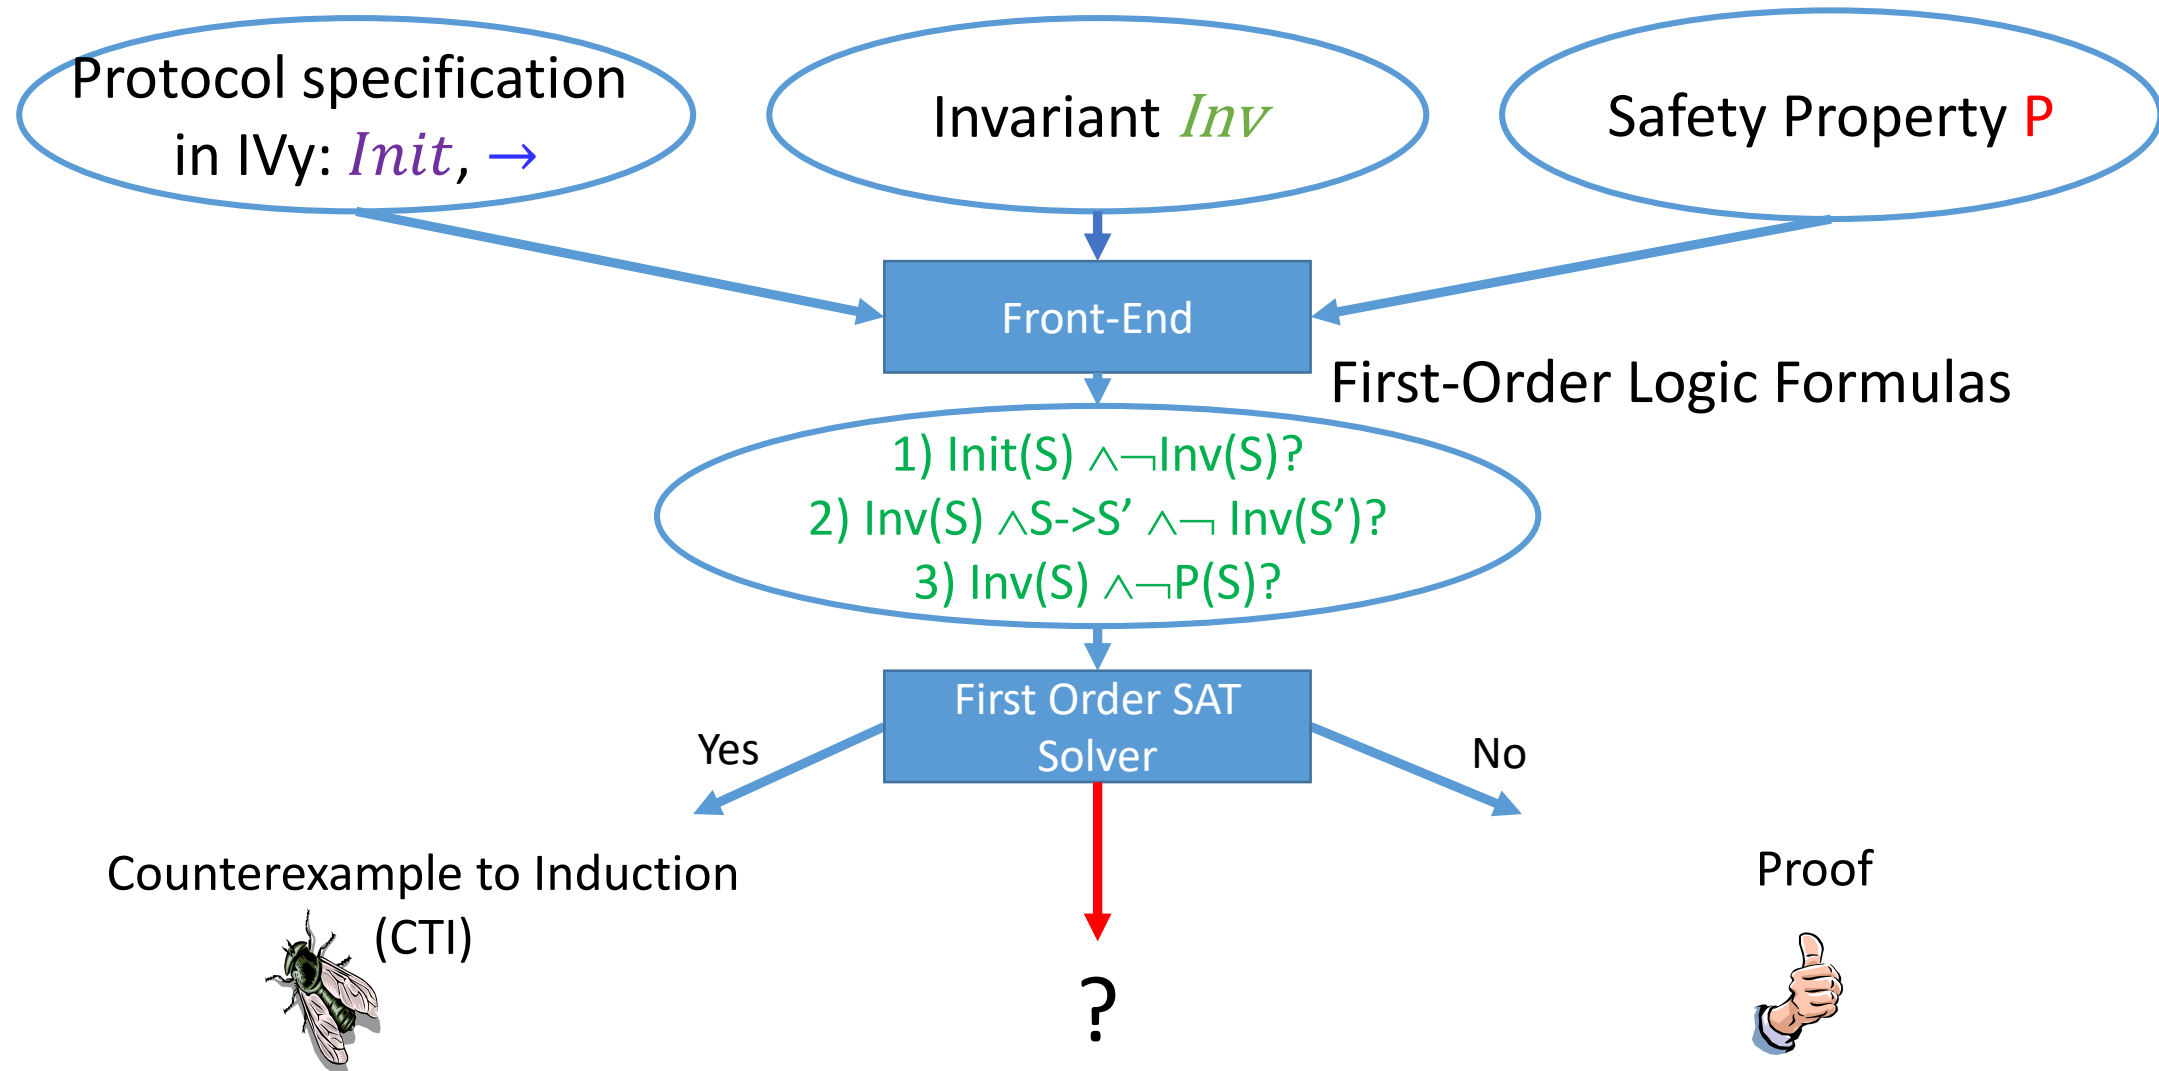 Protocol specification
in IVy: Init, →
Invariant Inv
Safety Property P
Front-End
First-Order Logic Formulas
1) Init(S) ∧¬Inv(S)?
2) Inv(S) ∧S->S’ ∧¬ Inv(S’)?
3) Inv(S) ∧¬P(S)?
First Order SAT
Solver
Yes
No
Counterexample to Induction
(CTI)
Proof
?